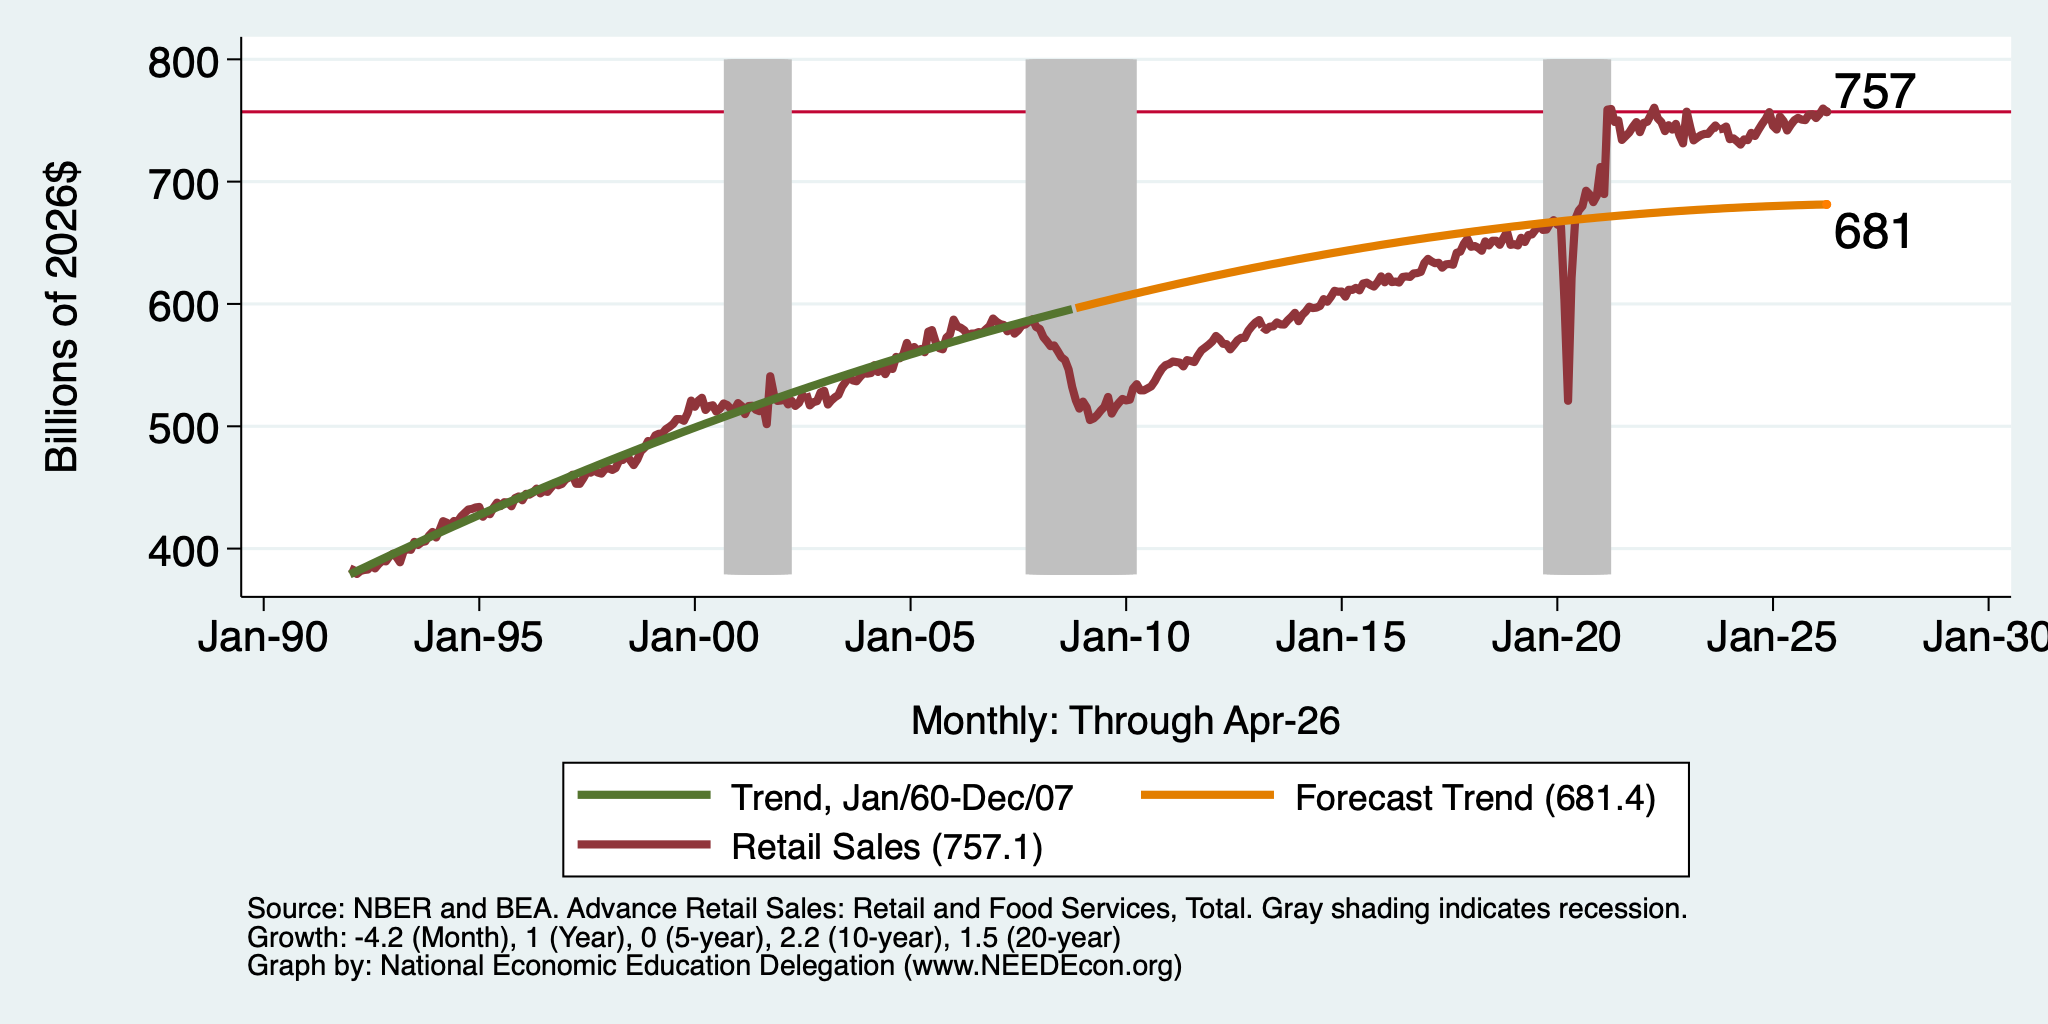 800
700
600
500
400
Billions of 2026$
757
681
Jan-90 Jan-95 Jan-00 Jan-05 Jan-10 Jan-15 Jan-20 Jan-25 Jan-30
Monthly: Through Apr-26
Trend, Jan/60-Dec/07 Forecast Trend (681.4)
Retail Sales (757.1)
Source: NBER and BEA. Advance Retail Sales: Retail and Food Services, Total. Gray shading indicates recession.
Growth: -4.2 (Month), 1 (Year), 0 (5-year), 2.2 (10-year), 1.5 (20-year)
Graph by: National Economic Education Delegation (www.NEEDEcon.org)